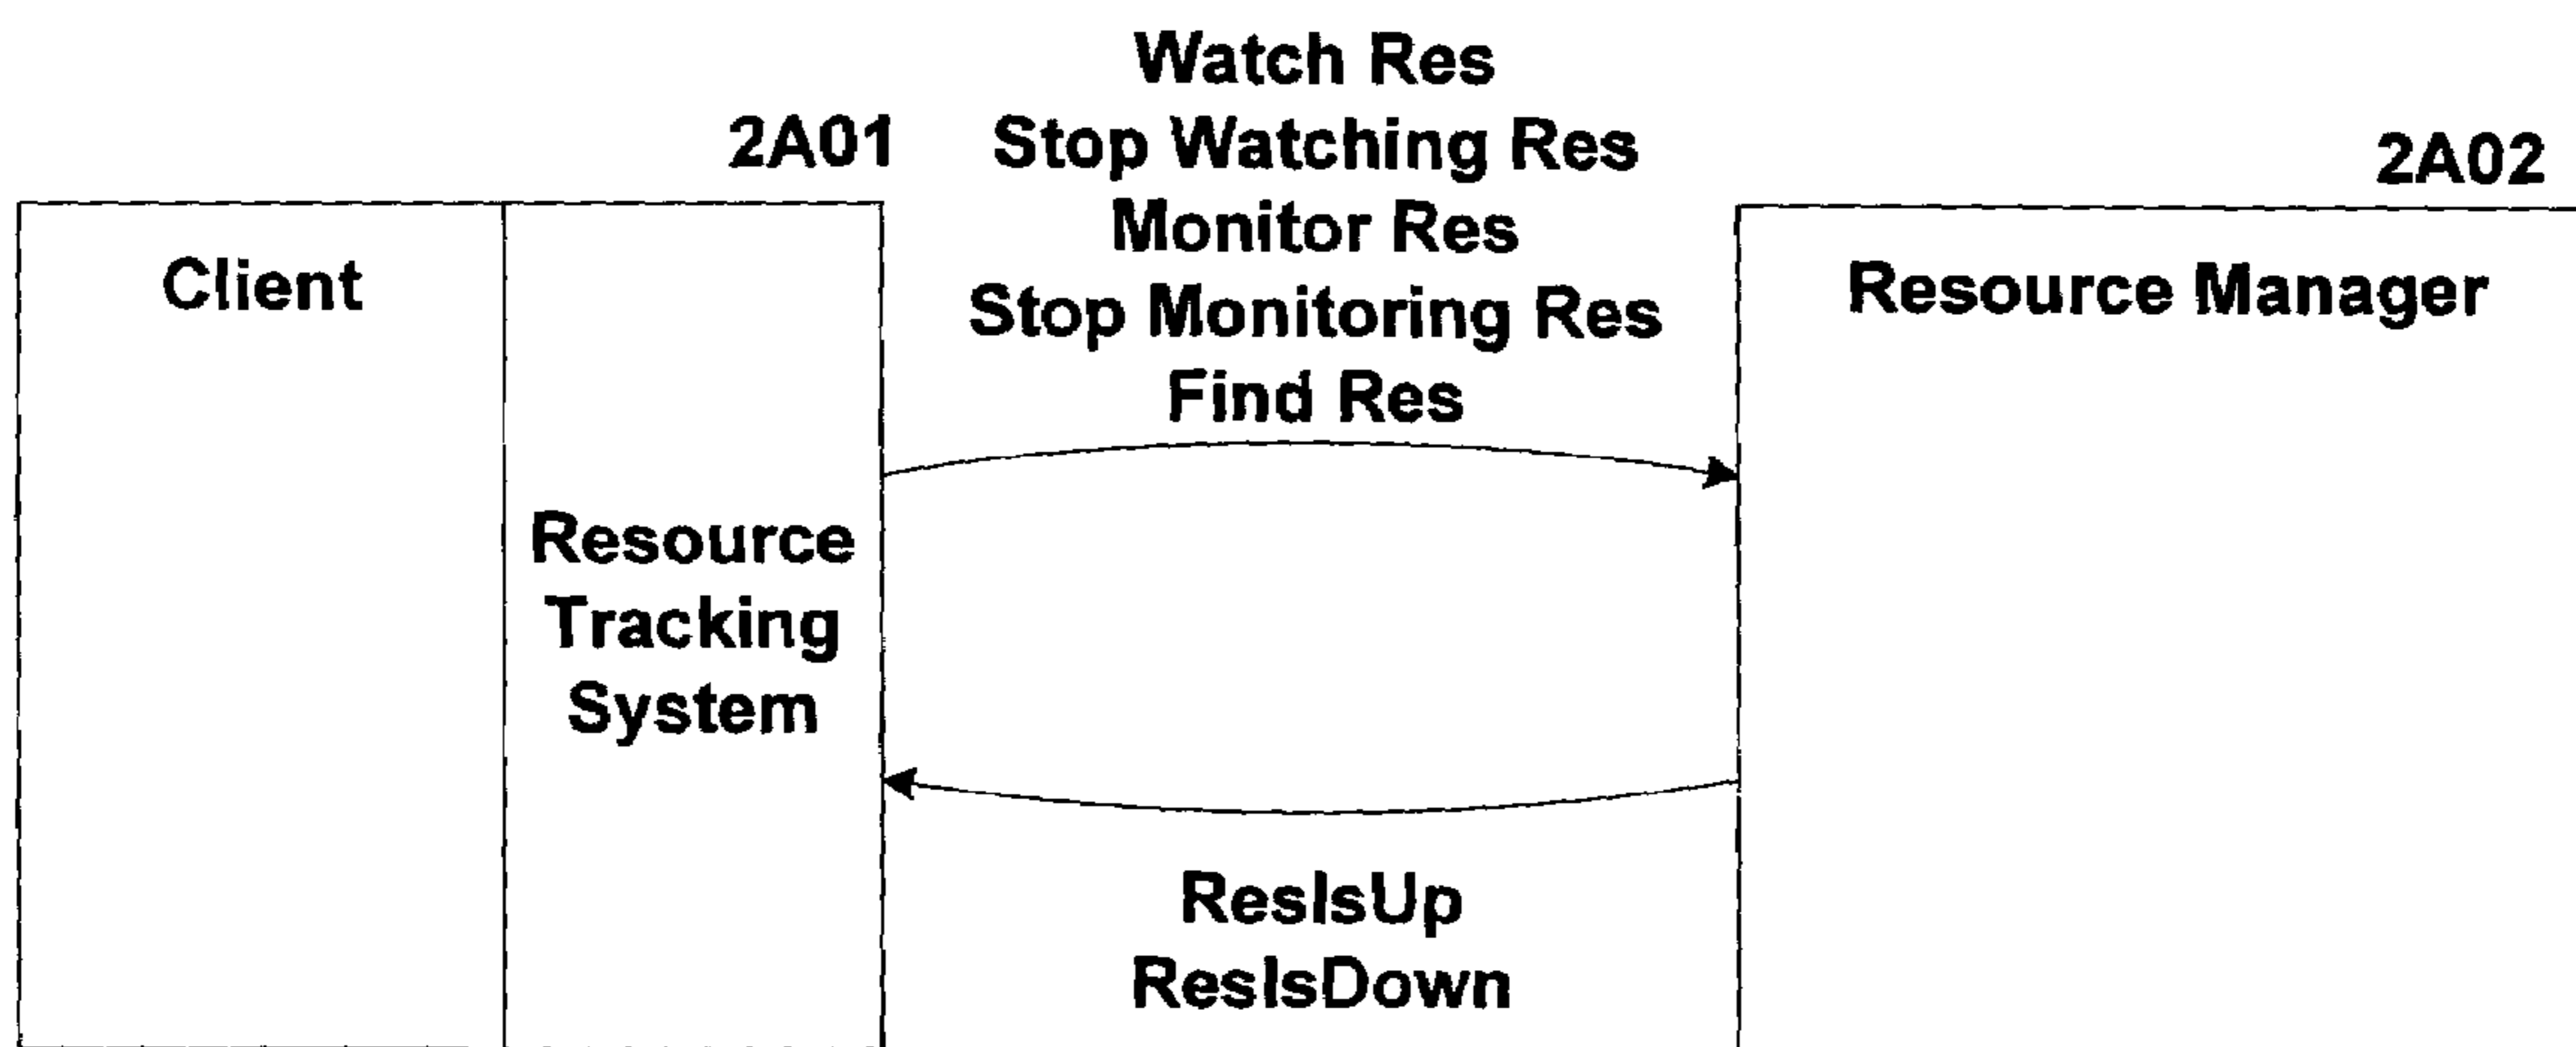 Watch Res
2A01
Stop Watching Res
2A02
Monitor Res
Client
Resource Manager
Stop Monitoring Res
Find Res
Resource
Tracking
System
ResIsUp
ResIsDown